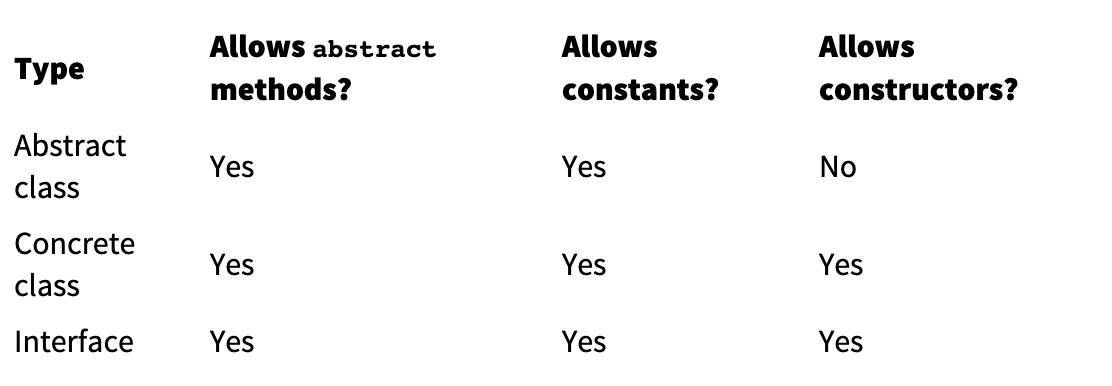 Type Allows abstract methods? Allows constants? Allows constructors?
Abstract class Yes Yes No
Concrete class Yes Yes Yes
Interface Yes Yes Yes